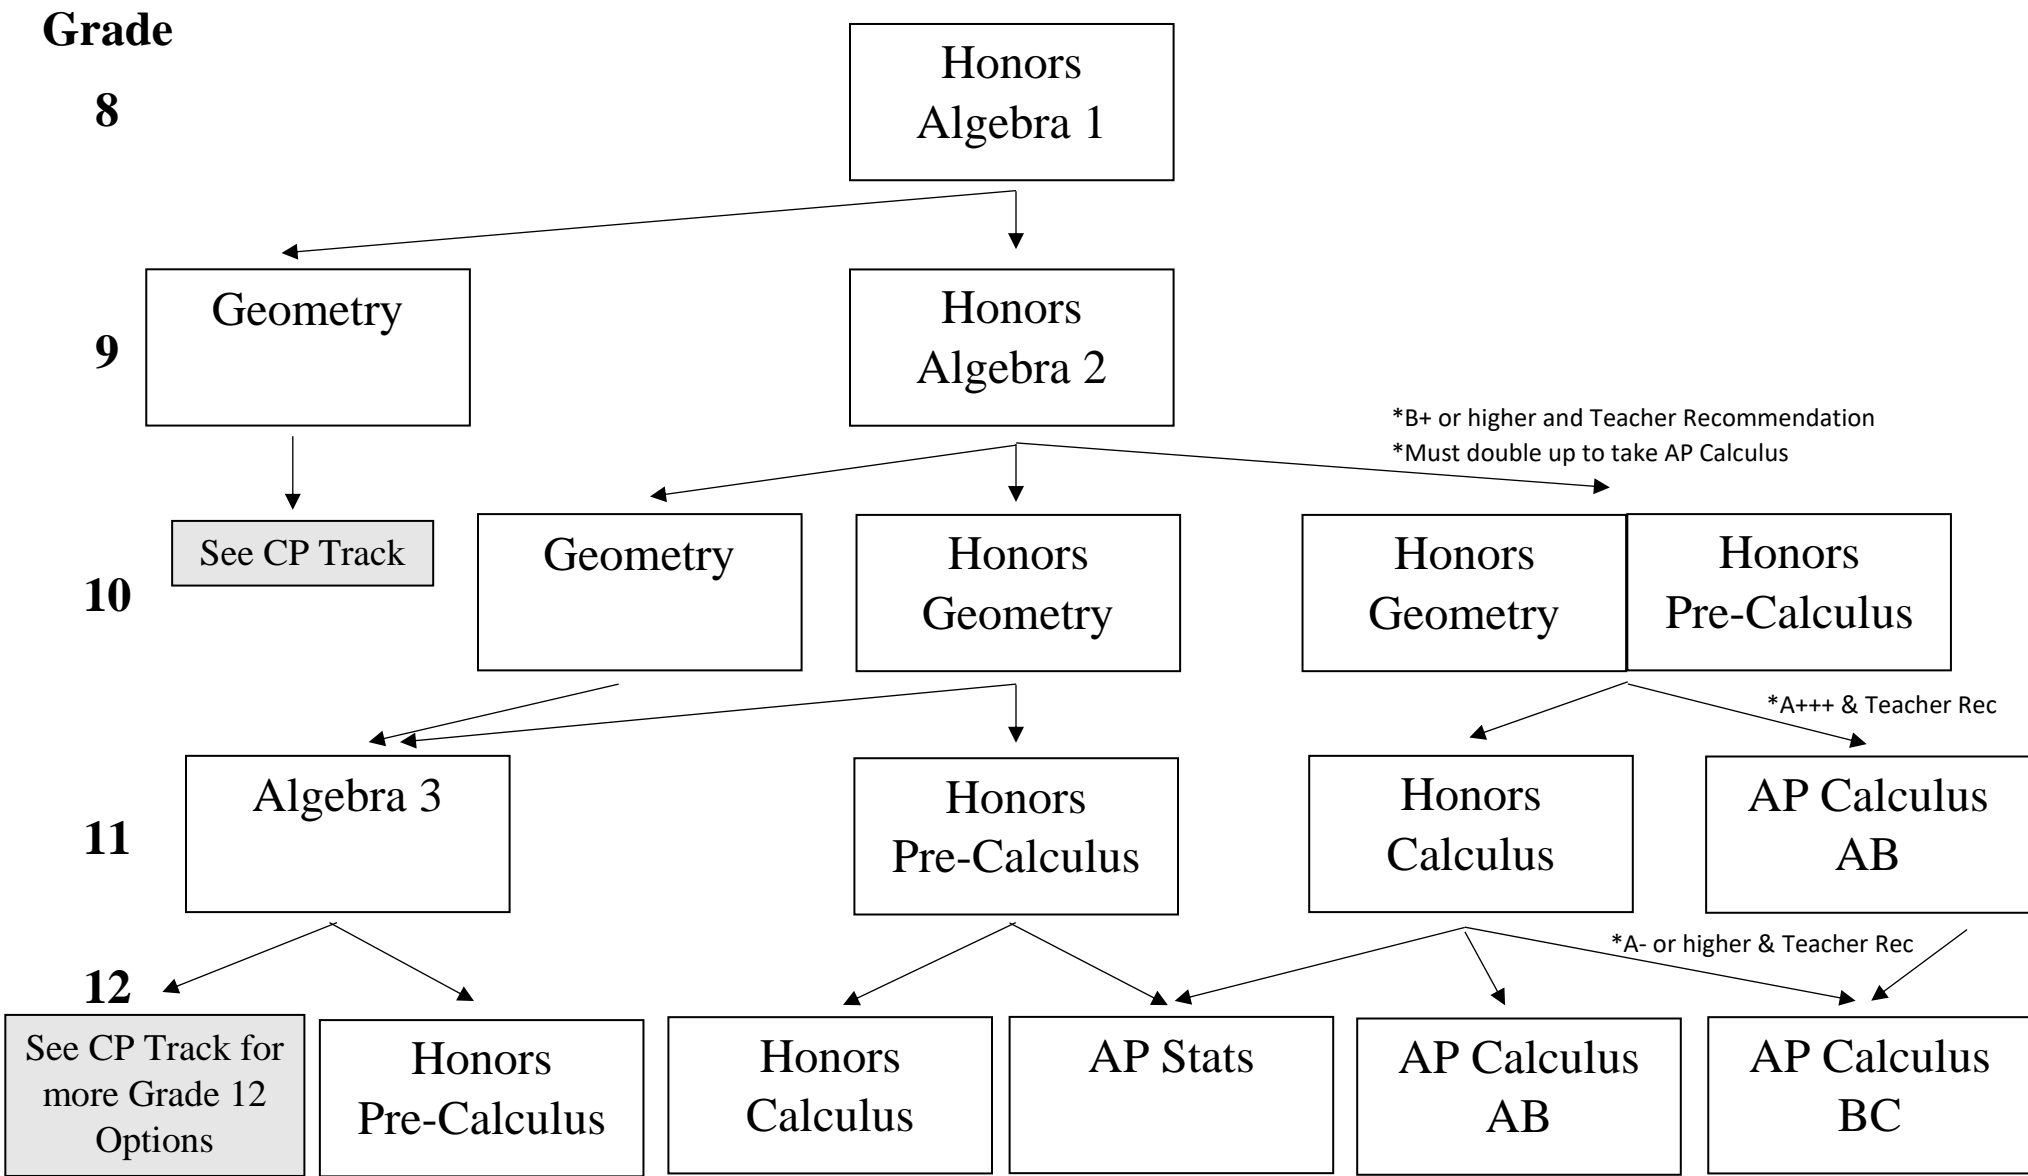 Grade
8
Honors
Algebra 1
9
Geometry
Honors
Algebra 2
*B+ or higher and Teacher Recommendation
*Must double up to take AP Calculus
10
See CP Track
Geometry
Honors
Geometry
Honors
Geometry
Honors
Pre-Calculus
*A+++ & Teacher Rec
11
Algebra 3
Honors
Pre-Calculus
Honors
Calculus
AP Calculus
AB
*A- or higher & Teacher Rec
12
See CP Track for
more Grade 12
Options
Honors
Pre-Calculus
Honors
Calculus
AP Stats
AP Calculus
AB
AP Calculus
BC